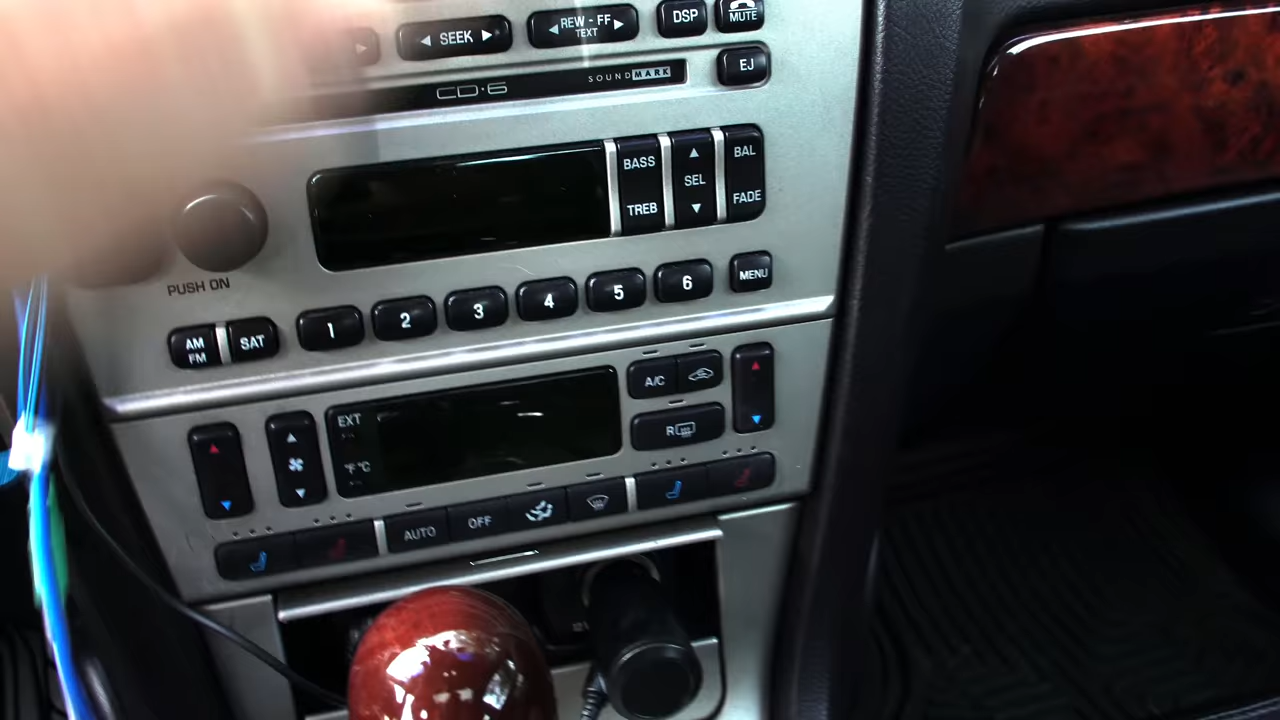 SEEK
REW - FF
TEXT
DSP
MUTE
CD·6
SOUNDMARK
EJ
BASS
TREB
SEL
BAL
FADE
PUSH ON
AM
FM
SAT
1
2
3
4
5
6
MENU
EXT
°F°C
A/C
R
AUTO
OFF